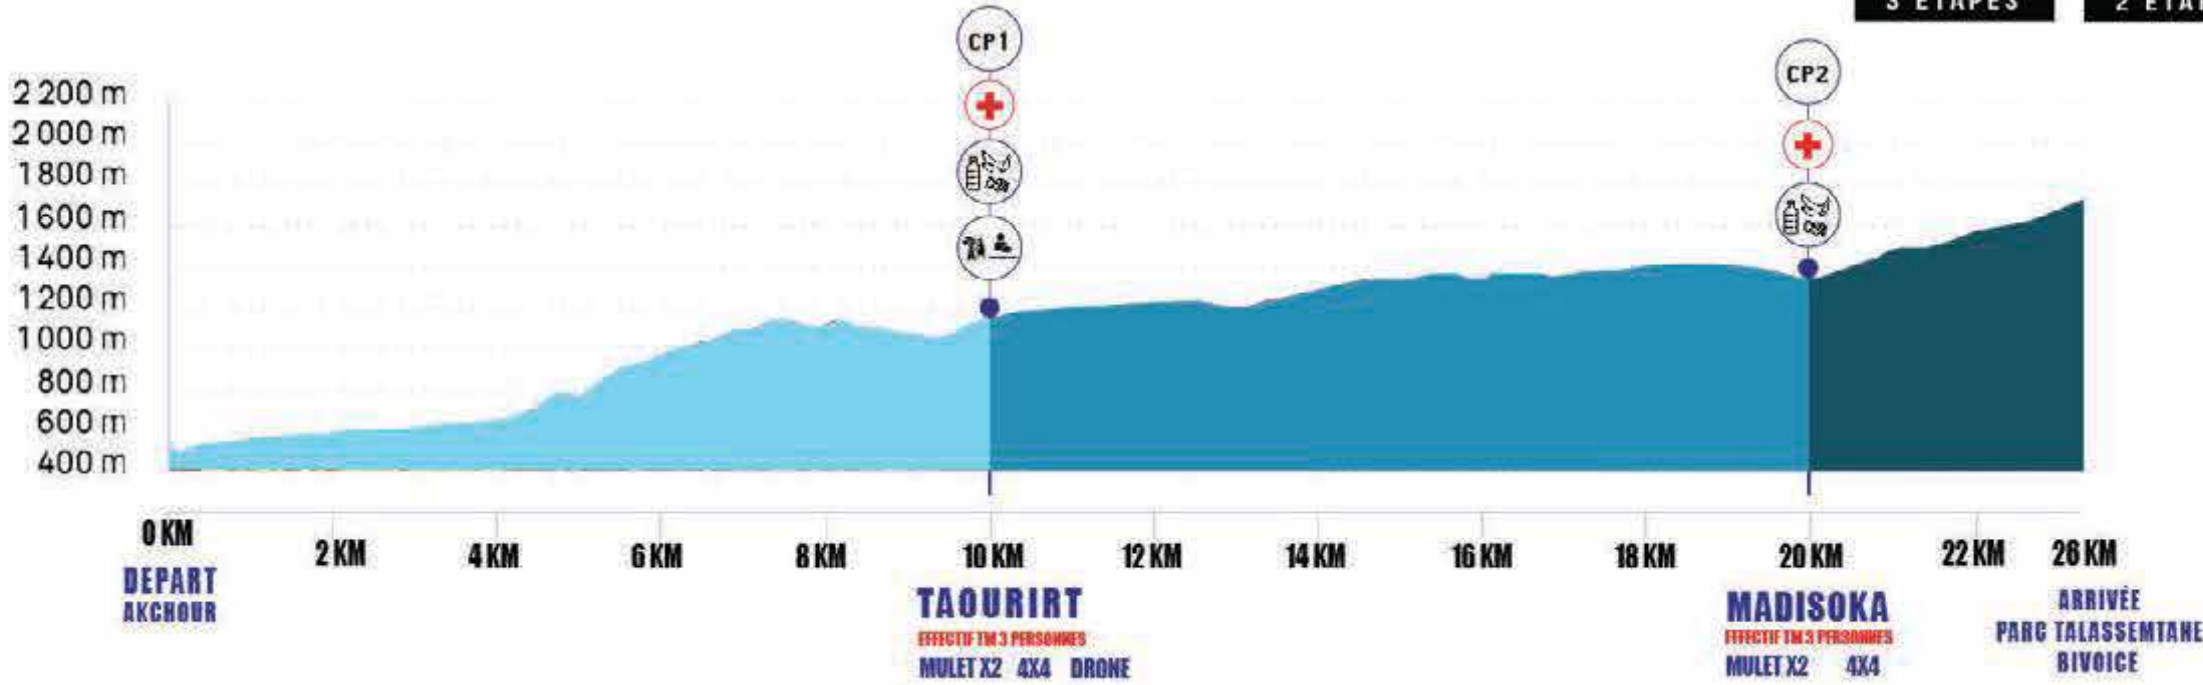 3 ETAPES
CP1
CP2
2 200 m
2 000 m
1800 m
1600 m
1400 m
1200 m
1000 m
800 m
600 m
400 m
0 KM
2 KM
4 KM
6 KM
8 KM
10 KM
12 KM
14 KM
16 KM
18 KM
20 KM
22 KM
26 KM
DEPART
AKCHOUR
TAOURIRT
EFFECTIF TM 3 PERSONNES
MULET X2 4X4 DRONE
MADISOKA
EFFECTIF TM 3 PERSONNES
MULET X2 4X4
ARRIVÉE
PARC TALASSEMTANE
BIVOICE